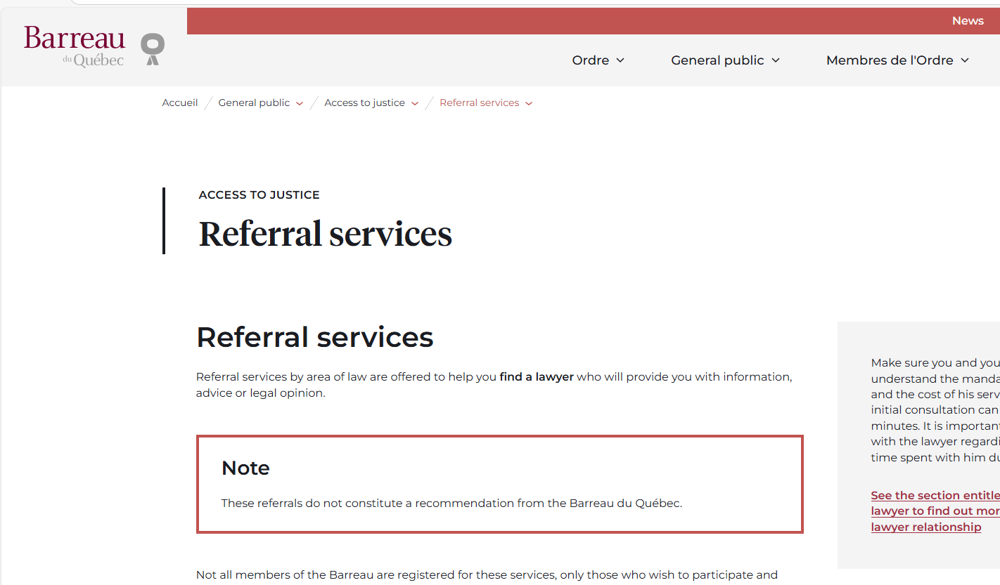 Barreau
du Québec
News
Ordre
General public
Membres de l'Ordre
Accueil / General public / Access to justice / Referral services
ACCESS TO JUSTICE
Referral services
Referral services
Referral services by area of law are offered to help you find a lawyer who will provide you with information,
advice or legal opinion.
Note
These referrals do not constitute a recommendation from the Barreau du Québec.
Not all members of the Barreau are registered for these services, only those who wish to participate and
Make sure you and you
understand the manda
and the cost of his serv
initial consultation can
minutes. It is important
with the lawyer regardi
time spent with him du
See the section entitle
lawyer to find out mor
lawyer relationship